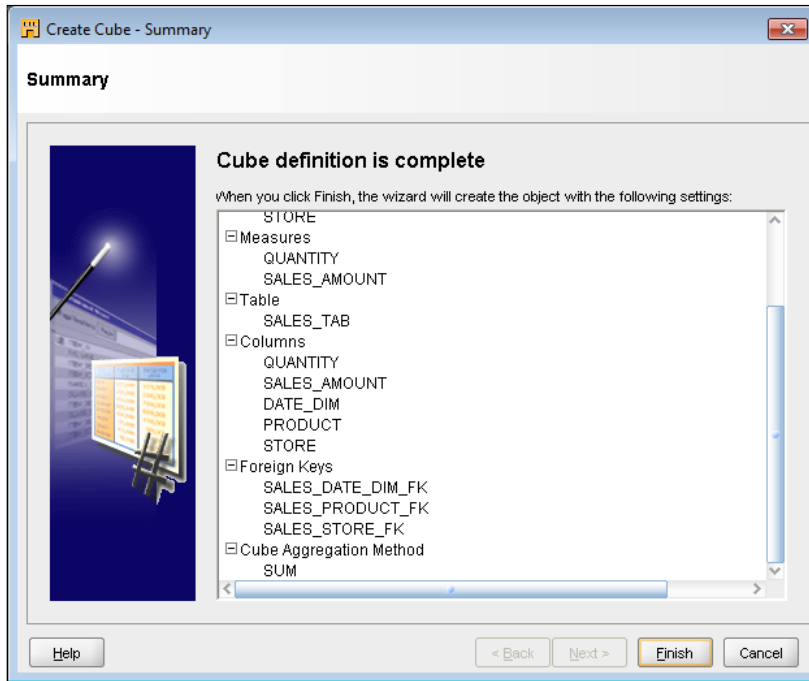 Create Cube - Summary
Summary
Cube definition is complete
When you click Finish, the wizard will create the object with the following settings:
STORE
Measures
QUANTITY
SALES_AMOUNT
Table
SALES_TAB
Columns
QUANTITY
SALES_AMOUNT
DATE_DIM
PRODUCT
STORE
Foreign Keys
SALES_DATE_DIM_FK
SALES_PRODUCT_FK
SALES_STORE_FK
Cube Aggregation Method
SUM
Help
< Back
Next >
Finish
Cancel